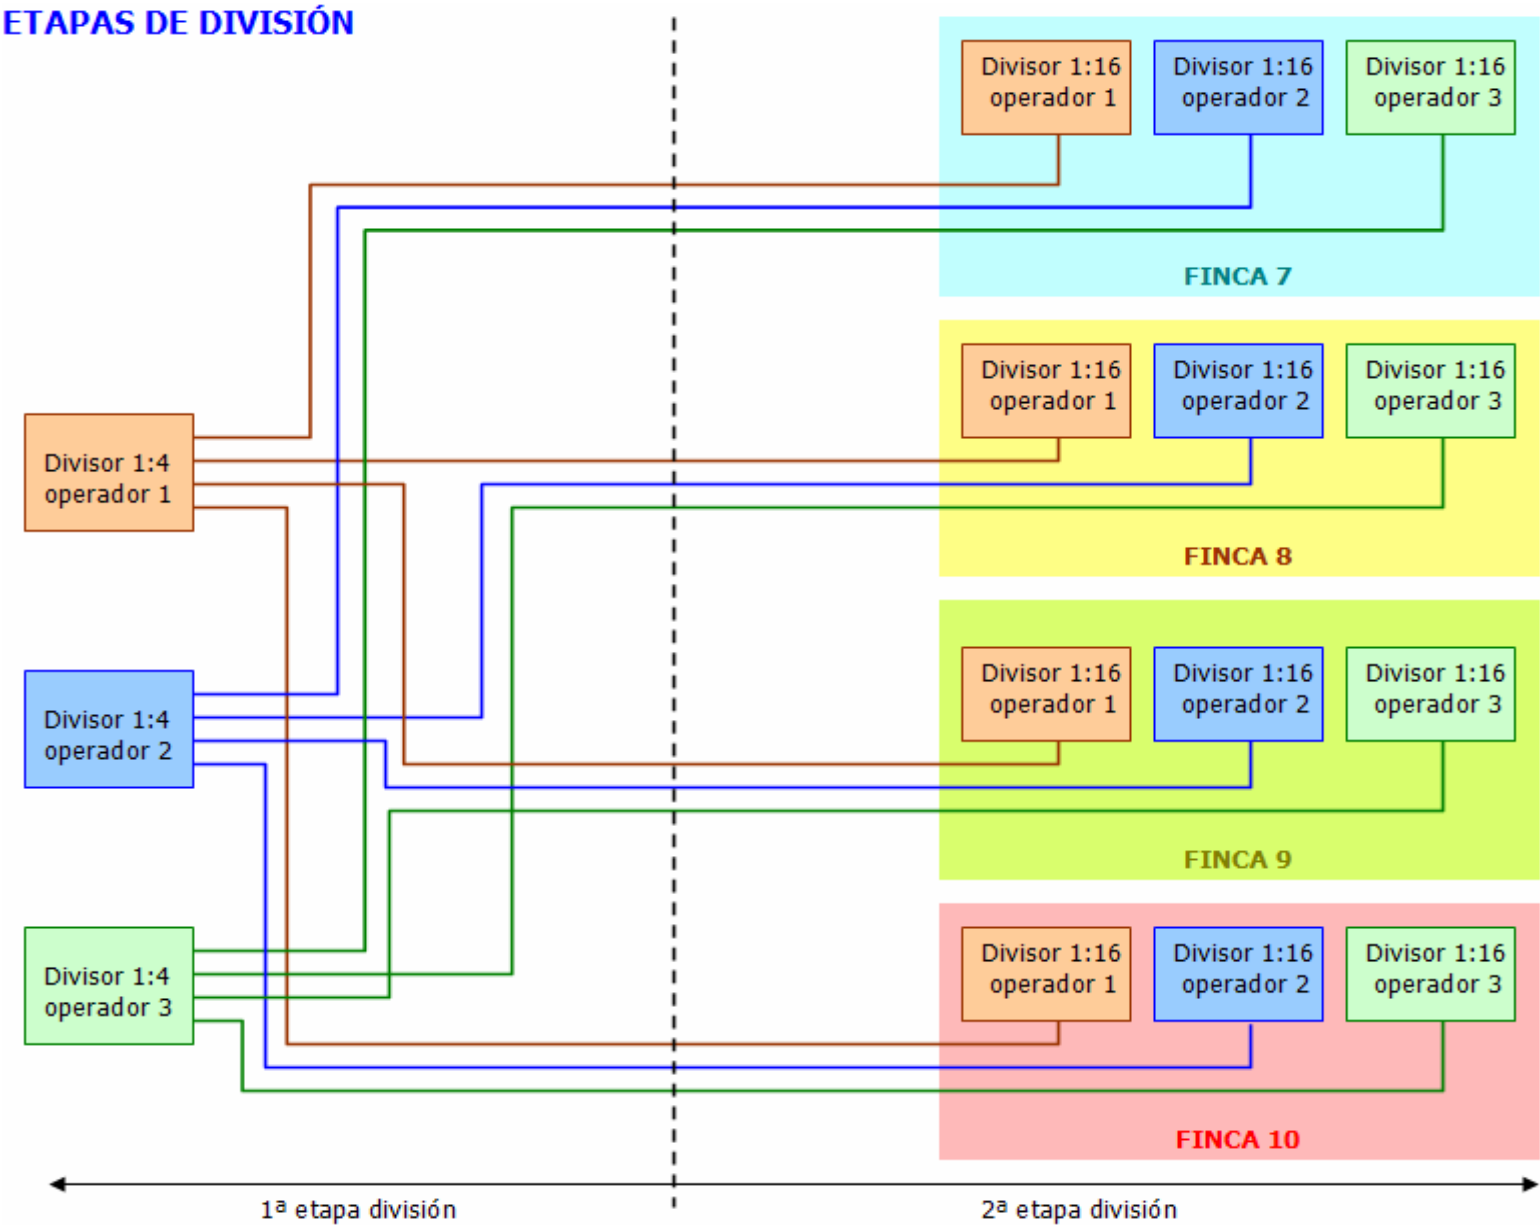 ETAPAS DE DIVISIÓN
Divisor 1:16
operador 1
Divisor 1:16
operador 2
Divisor 1:16
operador 3
FINCA 7
Divisor 1:16
operador 1
Divisor 1:16
operador 2
Divisor 1:16
operador 3
FINCA 8
Divisor 1:4
operador 1
Divisor 1:4
operador 2
Divisor 1:16
operador 1
Divisor 1:16
operador 2
Divisor 1:16
operador 3
FINCA 9
Divisor 1:4
operador 3
Divisor 1:16
operador 1
Divisor 1:16
operador 2
Divisor 1:16
operador 3
FINCA 10
1ª etapa división
2ª etapa división